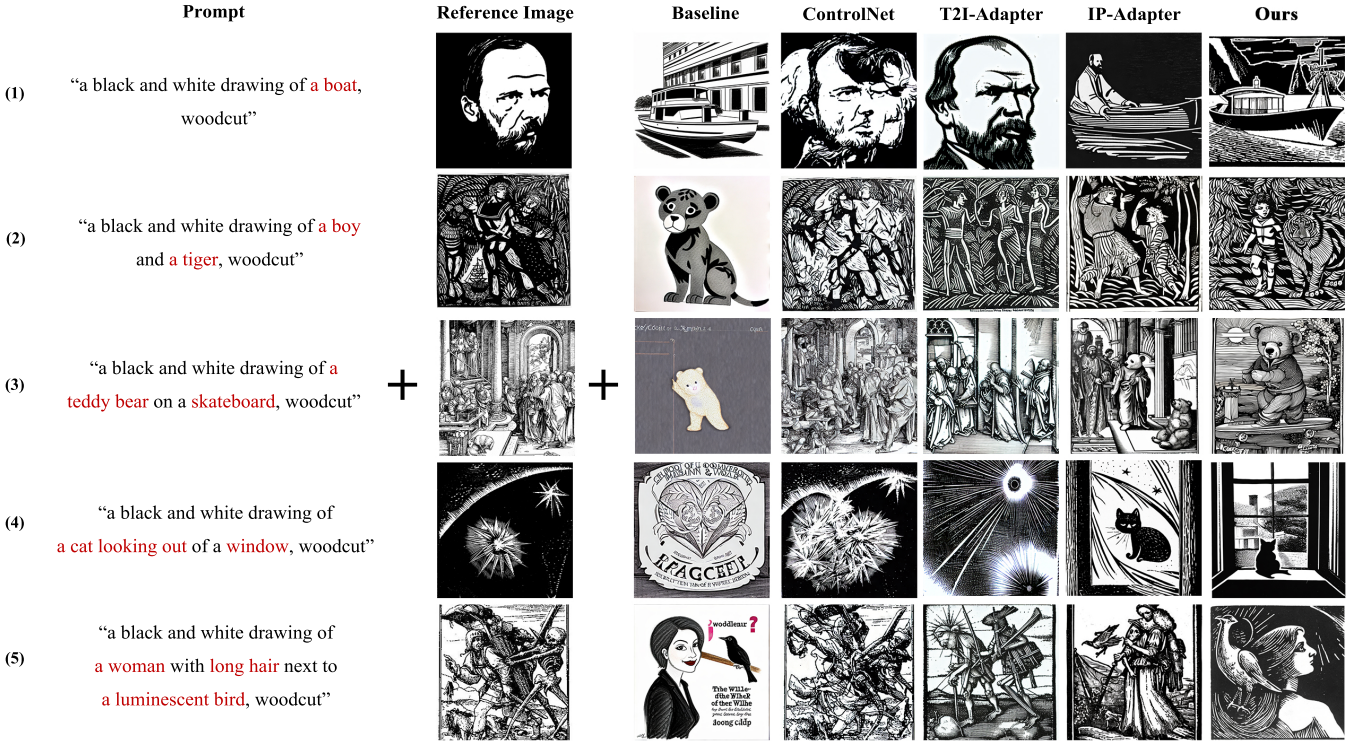 Prompt Reference Image Baseline ControlNet T2I-Adapter IP-Adapter Ours
(1) “a black and white drawing of a boat,
woodcut”
(2) “a black and white drawing of a boy
and a tiger, woodcut”
(3) “a black and white drawing of a
teddy bear on a skateboard, woodcut”
+ +
(4) “a black and white drawing of
a cat looking out of a window, woodcut”
(5) “a black and white drawing of
a woman with long hair next to
a luminescent bird, woodcut”
woddlenir ?